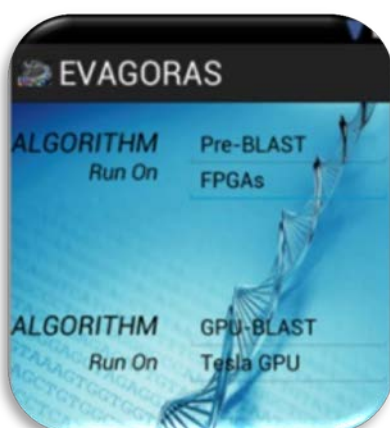 EVAGORAS
ALGORITHM Pre-BLAST
Run On FPGAs
ALGORITHM GPU-BLAST
Run On Tesla GPU